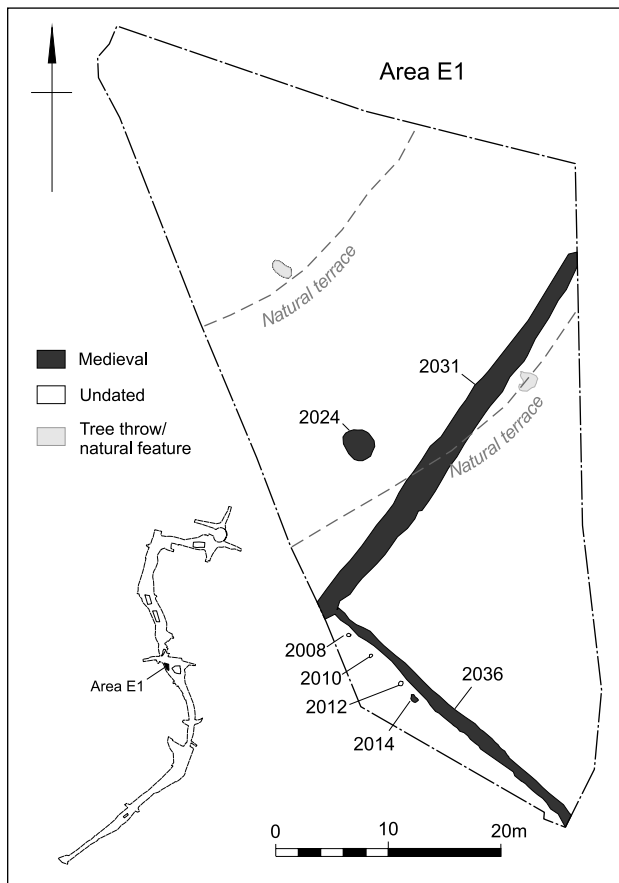 Area E1
Natural terrace
Medieval
Undated
Tree throw/
natural feature
2031
2024
Natural terrace
2008
2010
2012
2014
2036
Area E1
0 10 20m